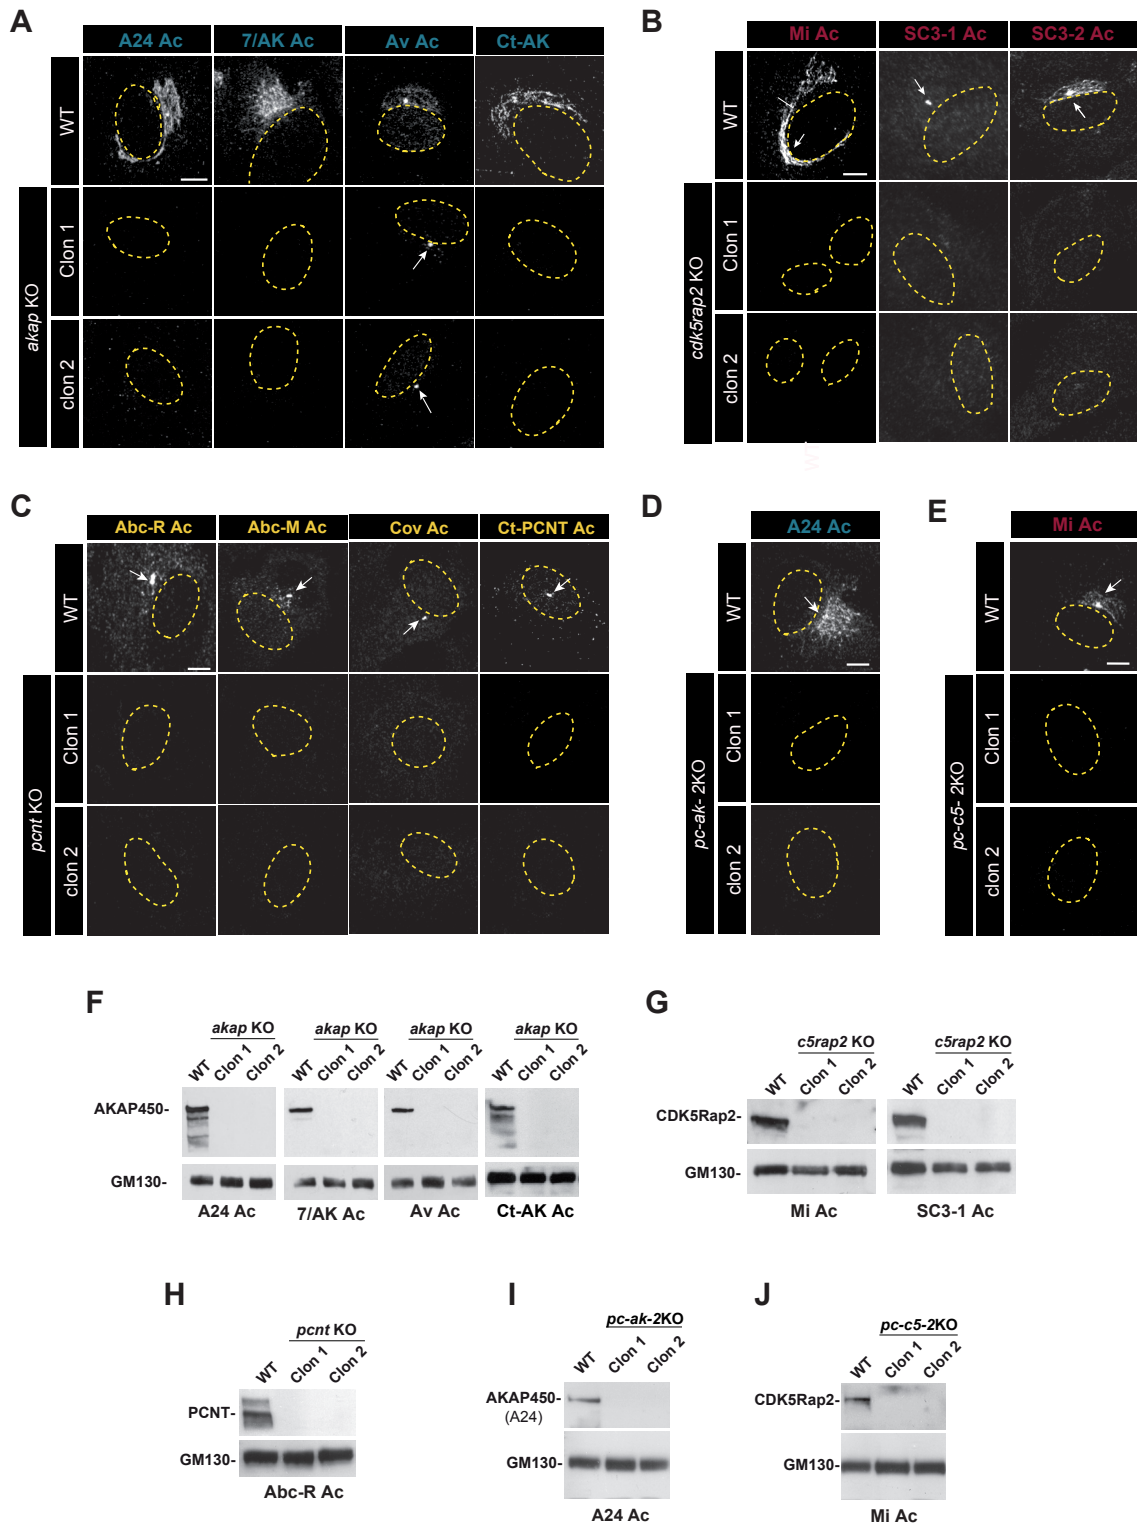 A
A24 Ac
7/AK Ac
Av Ac
Ct-AK
WT
akap KO
Clon 1
clon 2
B
Mi Ac
SC3-1 Ac
SC3-2 Ac
WT
cdk5rap2 KO
Clon 1
clon 2
WT
C
Abc-R Ac
Abc-M Ac
Cov Ac
Ct-PCNT Ac
WT
pcnt KO
Clon 1
clon 2
D
A24 Ac
WT
pc-ak- 2KO
Clon 1
clon 2
E
Mi Ac
WT
pc-c5- 2KO
Clon 1
clon 2
F
akap KO
akap KO
akap KO
akap KO
WT
Clon 1
Clon 2
WT
Clon 1
Clon 2
WT
Clon 1
Clon 2
WT
Clon 1
Clon 2
AKAP450-
GM130-
A24 Ac
7/AK Ac
Av Ac
Ct-AK Ac
G
c5rap2 KO
c5rap2 KO
WT
Clon 1
Clon 2
WT
Clon 1
Clon 2
CDK5Rap2-
GM130-
Mi Ac
SC3-1 Ac
H
pcnt KO
WT
Clon 1
Clon 2
PCNT-
GM130-
Abc-R Ac
I
pc-ak-2KO
WT
Clon 1
Clon 2
AKAP450-
(A24)
GM130-
A24 Ac
J
pc-c5-2KO
WT
Clon 1
Clon 2
CDK5Rap2-
GM130-
Mi Ac